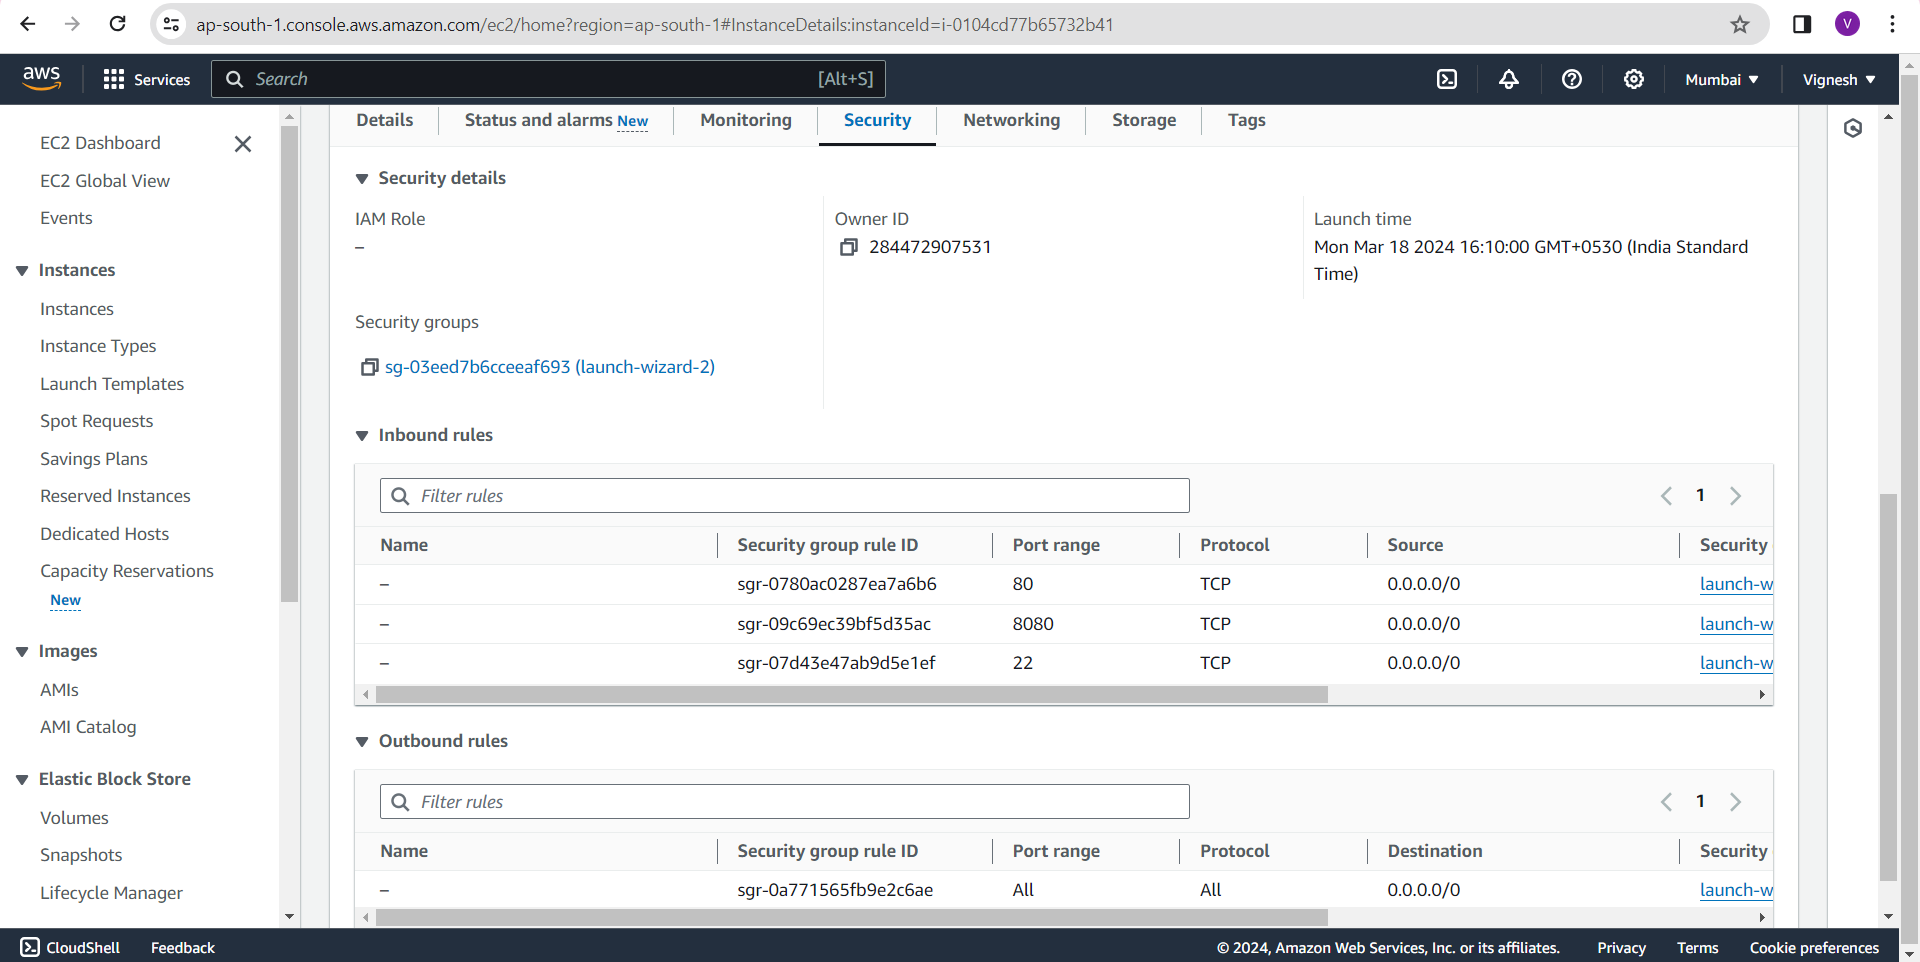 ap-south-1.console.aws.amazon.com/ec2/home?region=ap-south-1#InstanceDetails:instanceId=i-0104cd77b65732b41
V
aws
Services
Search
[Alt+S]
Mumbai
Vignesh
EC2 Dashboard
EC2 Global View
Events
Instances
Instances
Instance Types
Launch Templates
Spot Requests
Savings Plans
Reserved Instances
Dedicated Hosts
Capacity Reservations
New
Images
AMIs
AMI Catalog
Elastic Block Store
Volumes
Snapshots
Lifecycle Manager
Details
Status and alarms New
Monitoring
Security
Networking
Storage
Tags
Security details
IAM Role
–
Owner ID
284472907531
Launch time
Mon Mar 18 2024 16:10:00 GMT+0530 (India Standard
Time)
Security groups
sg-03eed7b6cceeaf693 (launch-wizard-2)
Inbound rules
Filter rules
1
Name Security group rule ID Port range Protocol Source Security
– sgr-0780ac0287ea7a6b6 80 TCP 0.0.0.0/0 launch-w
– sgr-09c69ec39bf5d35ac 8080 TCP 0.0.0.0/0 launch-w
– sgr-07d43e47ab9d5e1ef 22 TCP 0.0.0.0/0 launch-w
Outbound rules
Filter rules
1
Name Security group rule ID Port range Protocol Destination Security
– sgr-0a771565fb9e2c6ae All All 0.0.0.0/0 launch-w
CloudShell
Feedback
© 2024, Amazon Web Services, Inc. or its affiliates.
Privacy
Terms
Cookie preferences